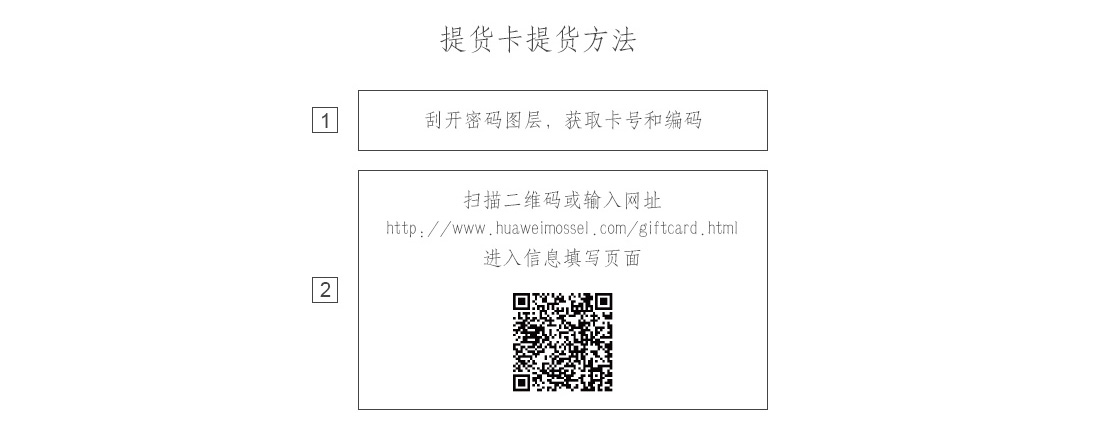 提货卡提货方法
1
刮开密码图层，获取卡号和编码
2
扫描二维码或输入网址
http://www.huaweimossel.com/giftcard.html
进入信息填写页面